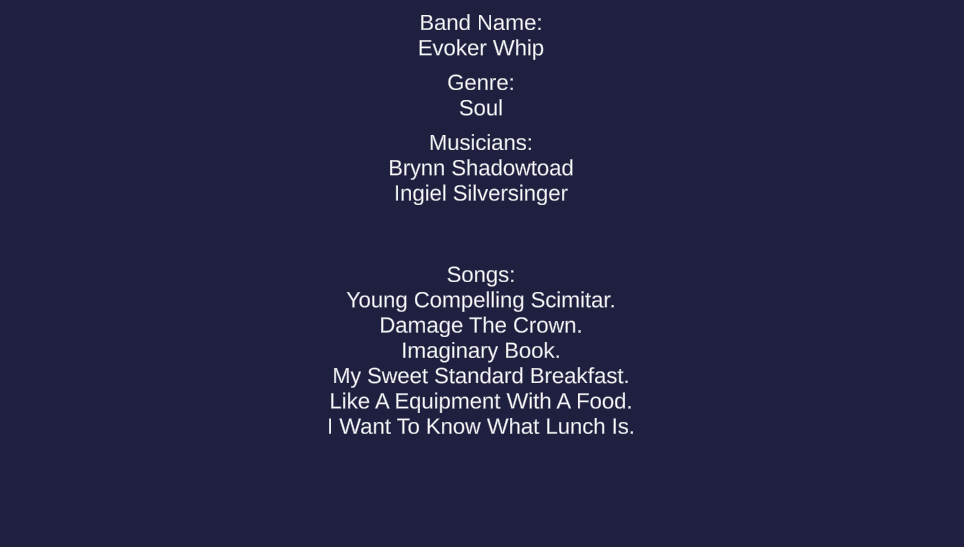 Band Name:
Evoker Whip
Genre:
Soul
Musicians:
Brynn Shadowtoad
Ingiel Silversinger
Songs:
Young Compelling Scimitar.
Damage The Crown.
Imaginary Book.
My Sweet Standard Breakfast.
Like A Equipment With A Food.
I Want To Know What Lunch Is.